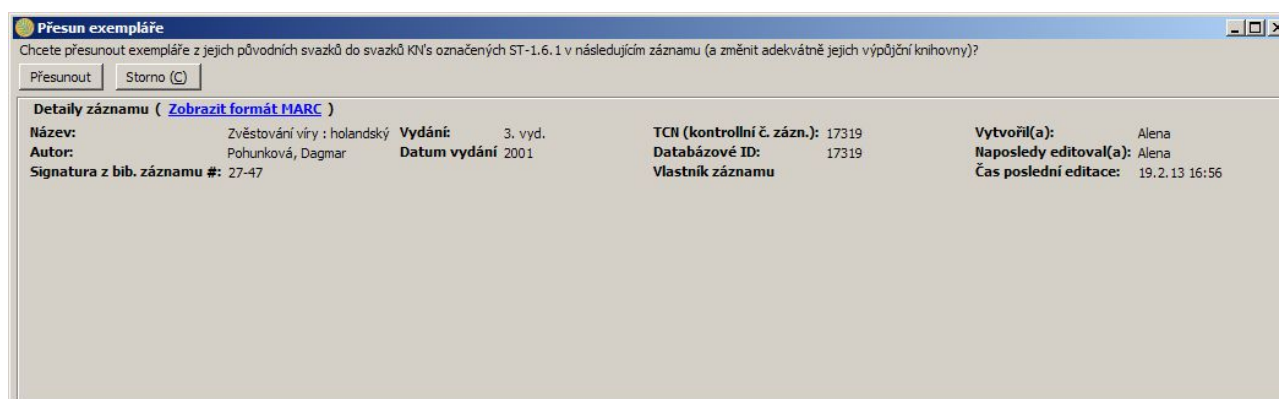 Přesun exempláře
Chcete přesunout exempláře z jejich původních svazků do svazků KN's označených ST-1.6.1 v následujícím záznamu (a změnit adekvátně jejich výpůjční knihovny)?
Přesunout Storno (C)
Detaily záznamu ( Zobrazit formát MARC )
Název: Zvěstování víry : holandský Vydání: 3. vyd. TCN (kontrollní č. zázn.): 17319 Vytvořil(a): Alena
Autor: Pohunková, Dagmar Datum vydání 2001 Databázové ID: 17319 Naposledy editoval(a): Alena
Signatura z bib. záznamu #: 27-47 Vlastník záznamu Čas poslední editace: 19.2.13 16:56